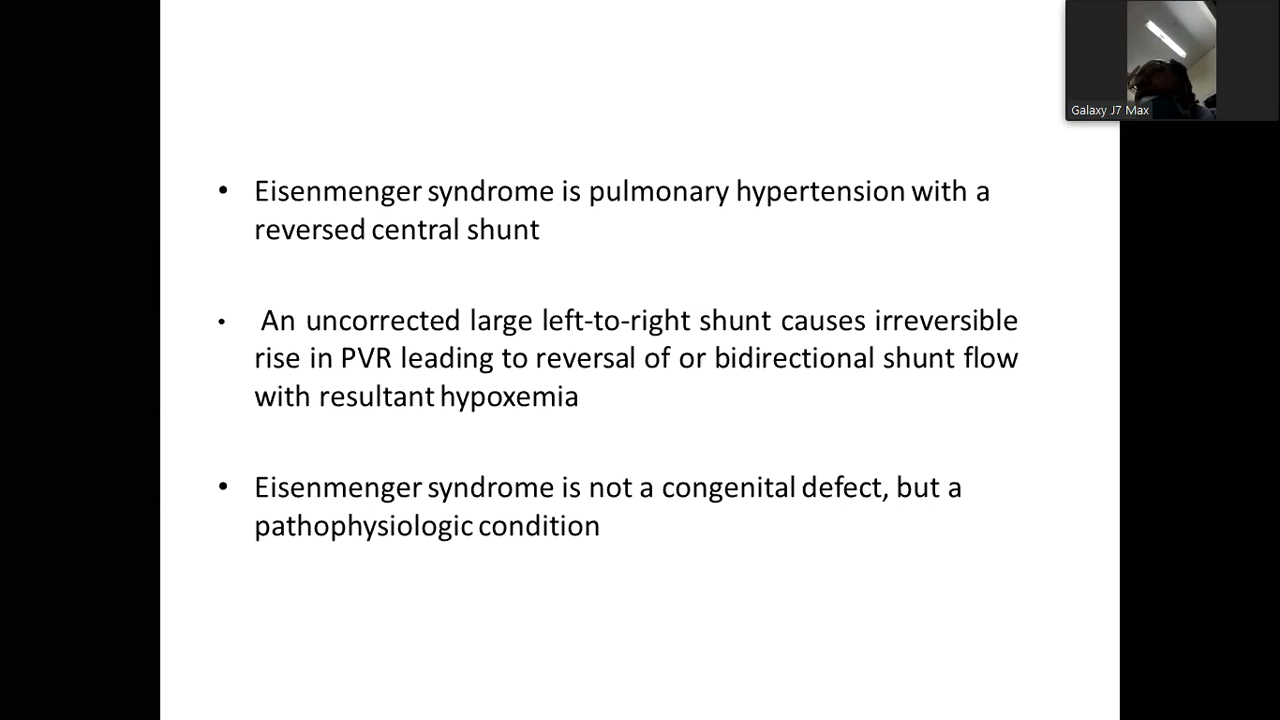 Galaxy J7 Max
• Eisenmenger syndrome is pulmonary hypertension with a
reversed central shunt
• An uncorrected large left-to-right shunt causes irreversible
rise in PVR leading to reversal of or bidirectional shunt flow
with resultant hypoxemia
• Eisenmenger syndrome is not a congenital defect, but a
pathophysiologic condition